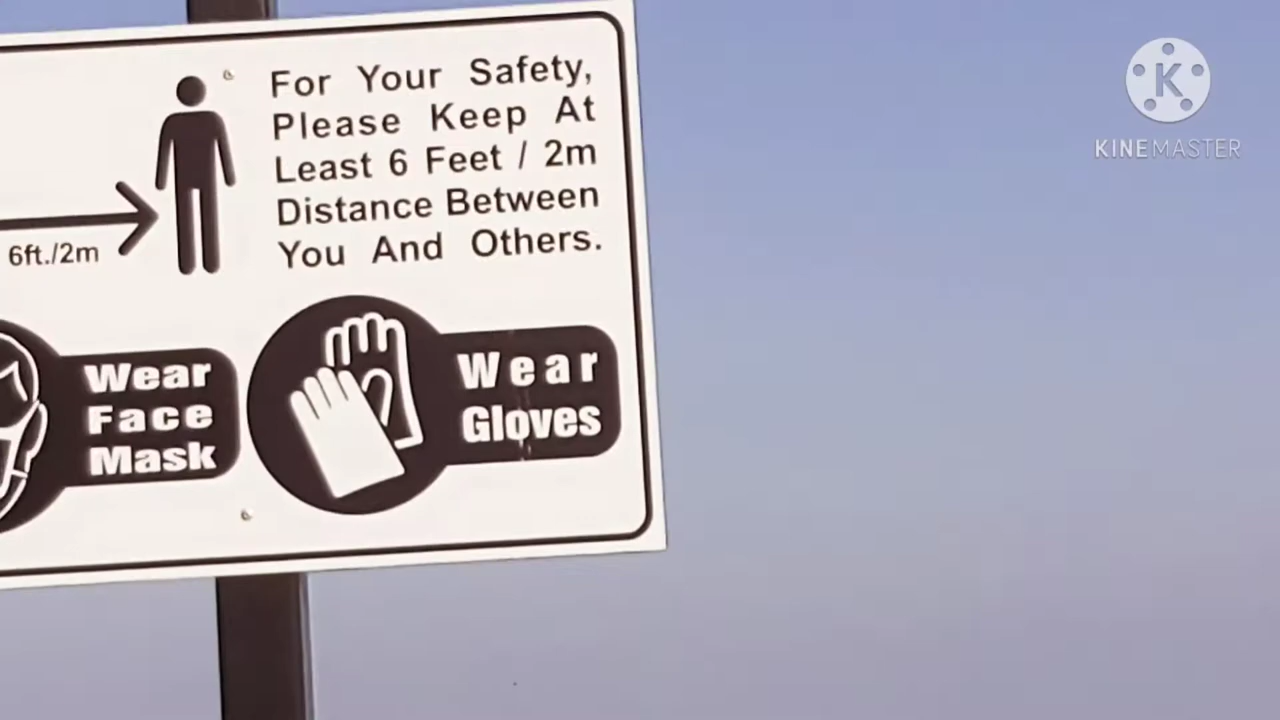 For Your Safety,
Please Keep At
Least 6 Feet / 2m
Distance Between
You And Others.
6ft./2m
Wear
Face
Mask
Wear
Gloves
K
KINEMASTER